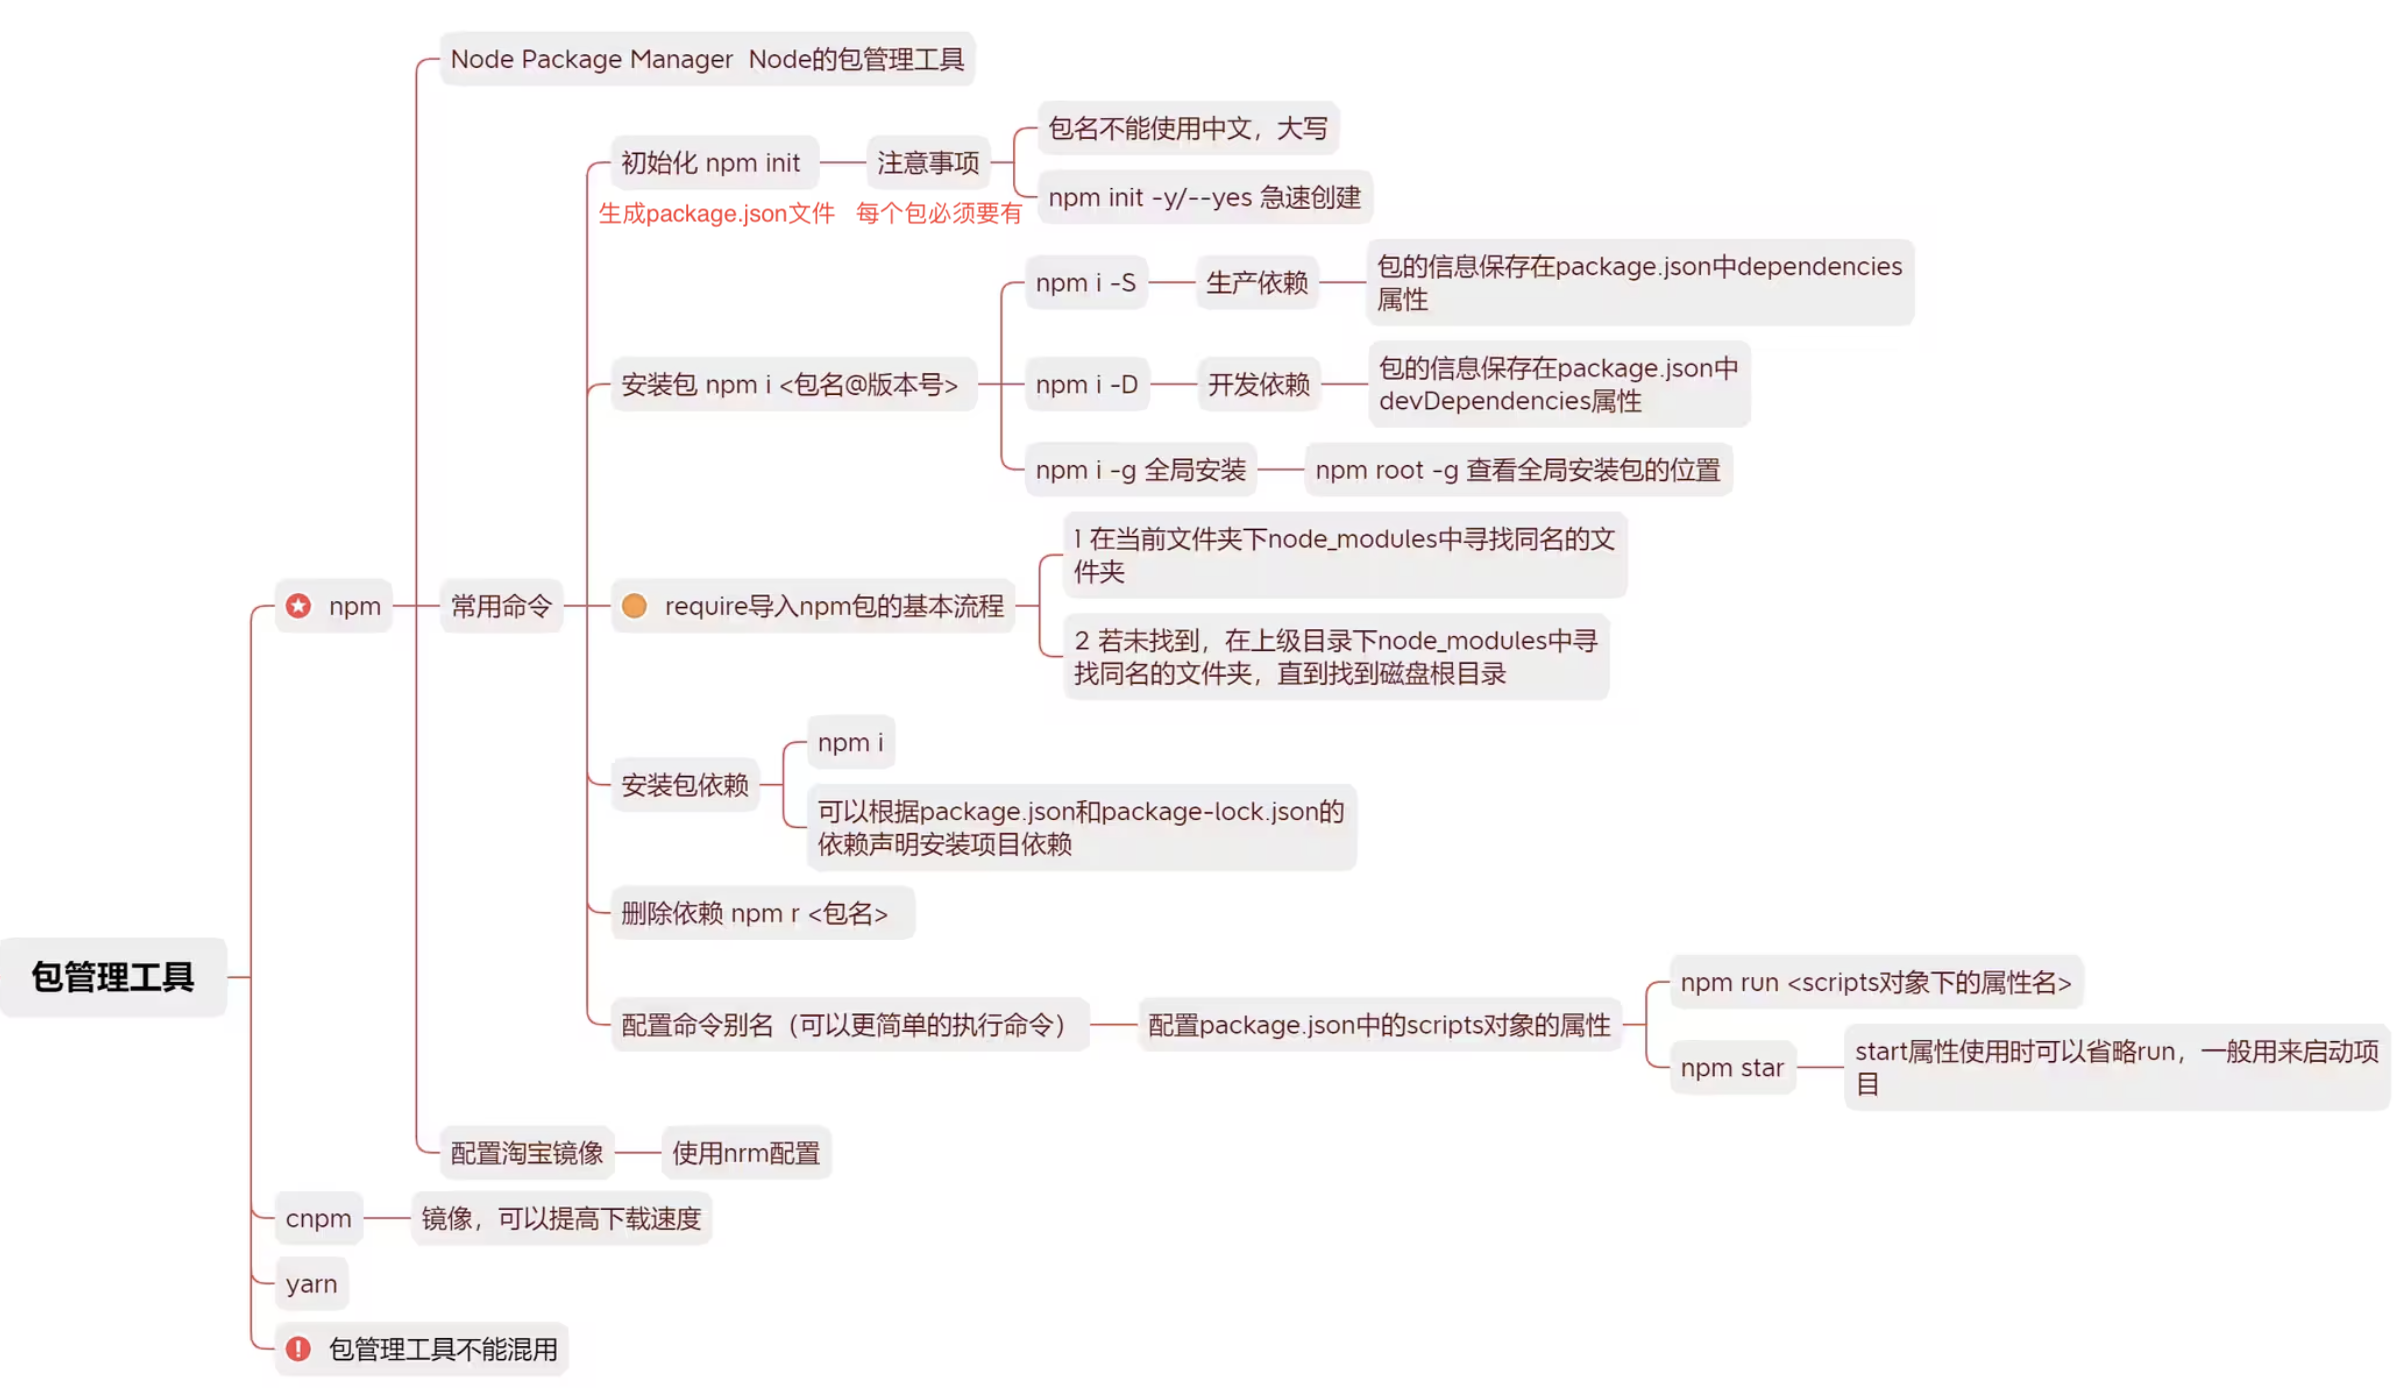 Node Package Manager  Node的包管理工具
包名不能使用中文，大写
初始化 npm init
注意事项
npm init -y/--yes 急速创建
生成package.json文件
每个包必须要有
npm i -S
生产依赖
包的信息保存在package.json中dependencies
属性
安装包 npm i <包名@版本号>
npm i -D
开发依赖
包的信息保存在package.json中
devDependencies属性
npm i -g 全局安装
npm root -g 查看全局安装包的位置
1 在当前文件夹下node_modules中寻找同名的文
件夹
npm
常用命令
require导入npm包的基本流程
2 若未找到，在上级目录下node_modules中寻
找同名的文件夹，直到找到磁盘根目录
npm i
安装包依赖
可以根据package.json和package-lock.json的
依赖声明安装项目依赖
删除依赖 npm r <包名>
包管理工具
npm run <scripts对象下的属性名>
配置命令别名（可以更简单的执行命令）
配置package.json中的scripts对象的属性
npm star
start属性使用时可以省略run，一般用来启动项
目
配置淘宝镜像
使用nrm配置
cnpm
镜像，可以提高下载速度
yarn
包管理工具不能混用